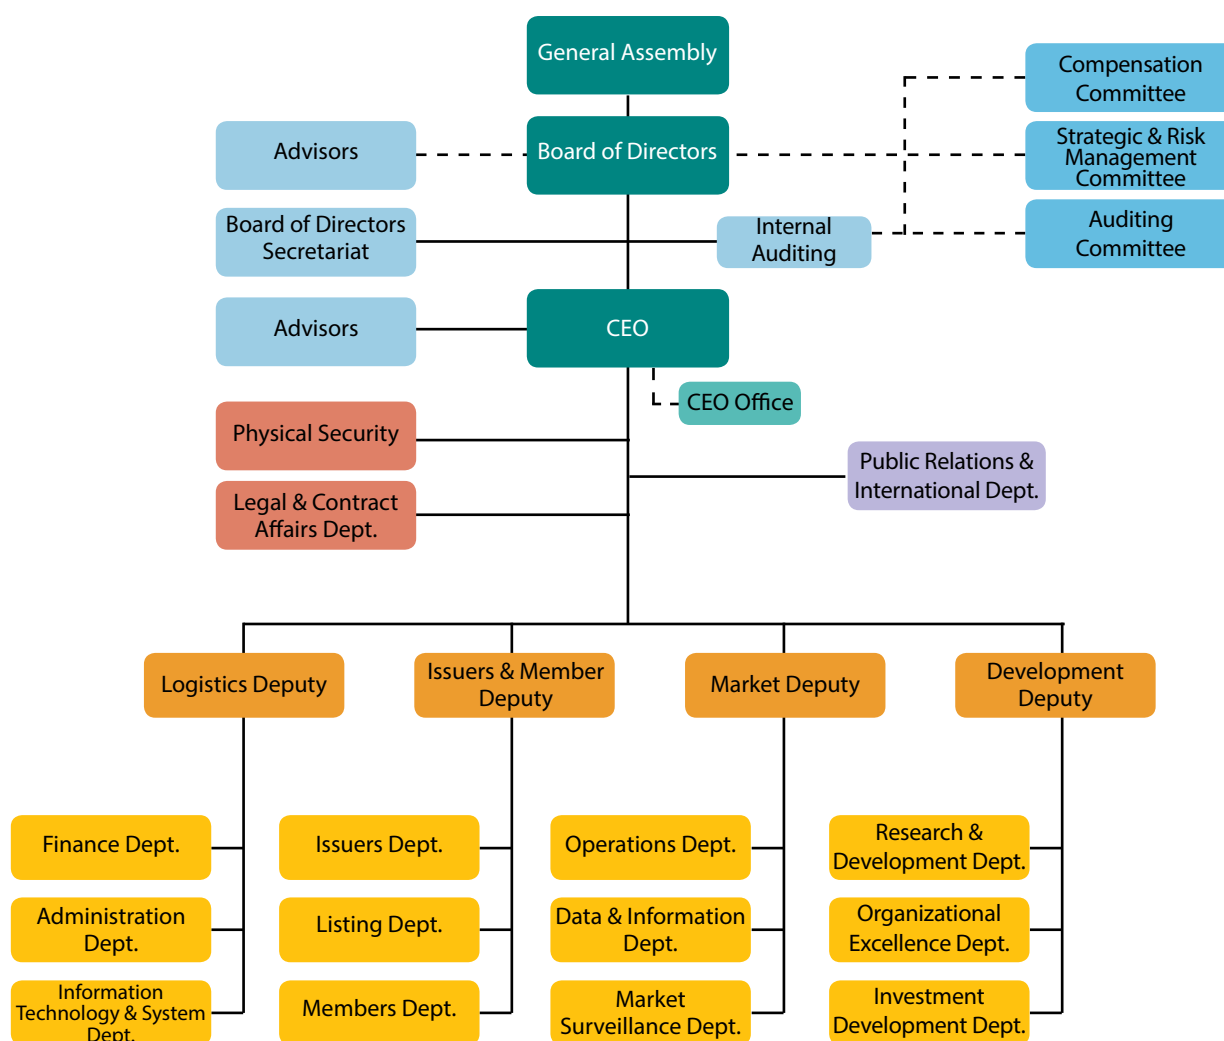 General Assembly
Compensation
Committee
Advisors
Board of Directors
Strategic & Risk
Management
Committee
Board of Directors
Secretariat
Internal
Auditing
Auditing
Committee
Advisors
CEO
CEO Office
Physical Security
Public Relations &
International Dept.
Legal & Contract
Affairs Dept.
Logistics Deputy
Issuers & Member
Deputy
Market Deputy
Development
Deputy
Finance Dept.
Issuers Dept.
Operations Dept.
Research &
Development Dept.
Administration
Dept.
Listing Dept.
Data & Information
Dept.
Organizational
Excellence Dept.
Information
Technology & System
Dept.
Members Dept.
Market
Surveillance Dept.
Investment
Development Dept.